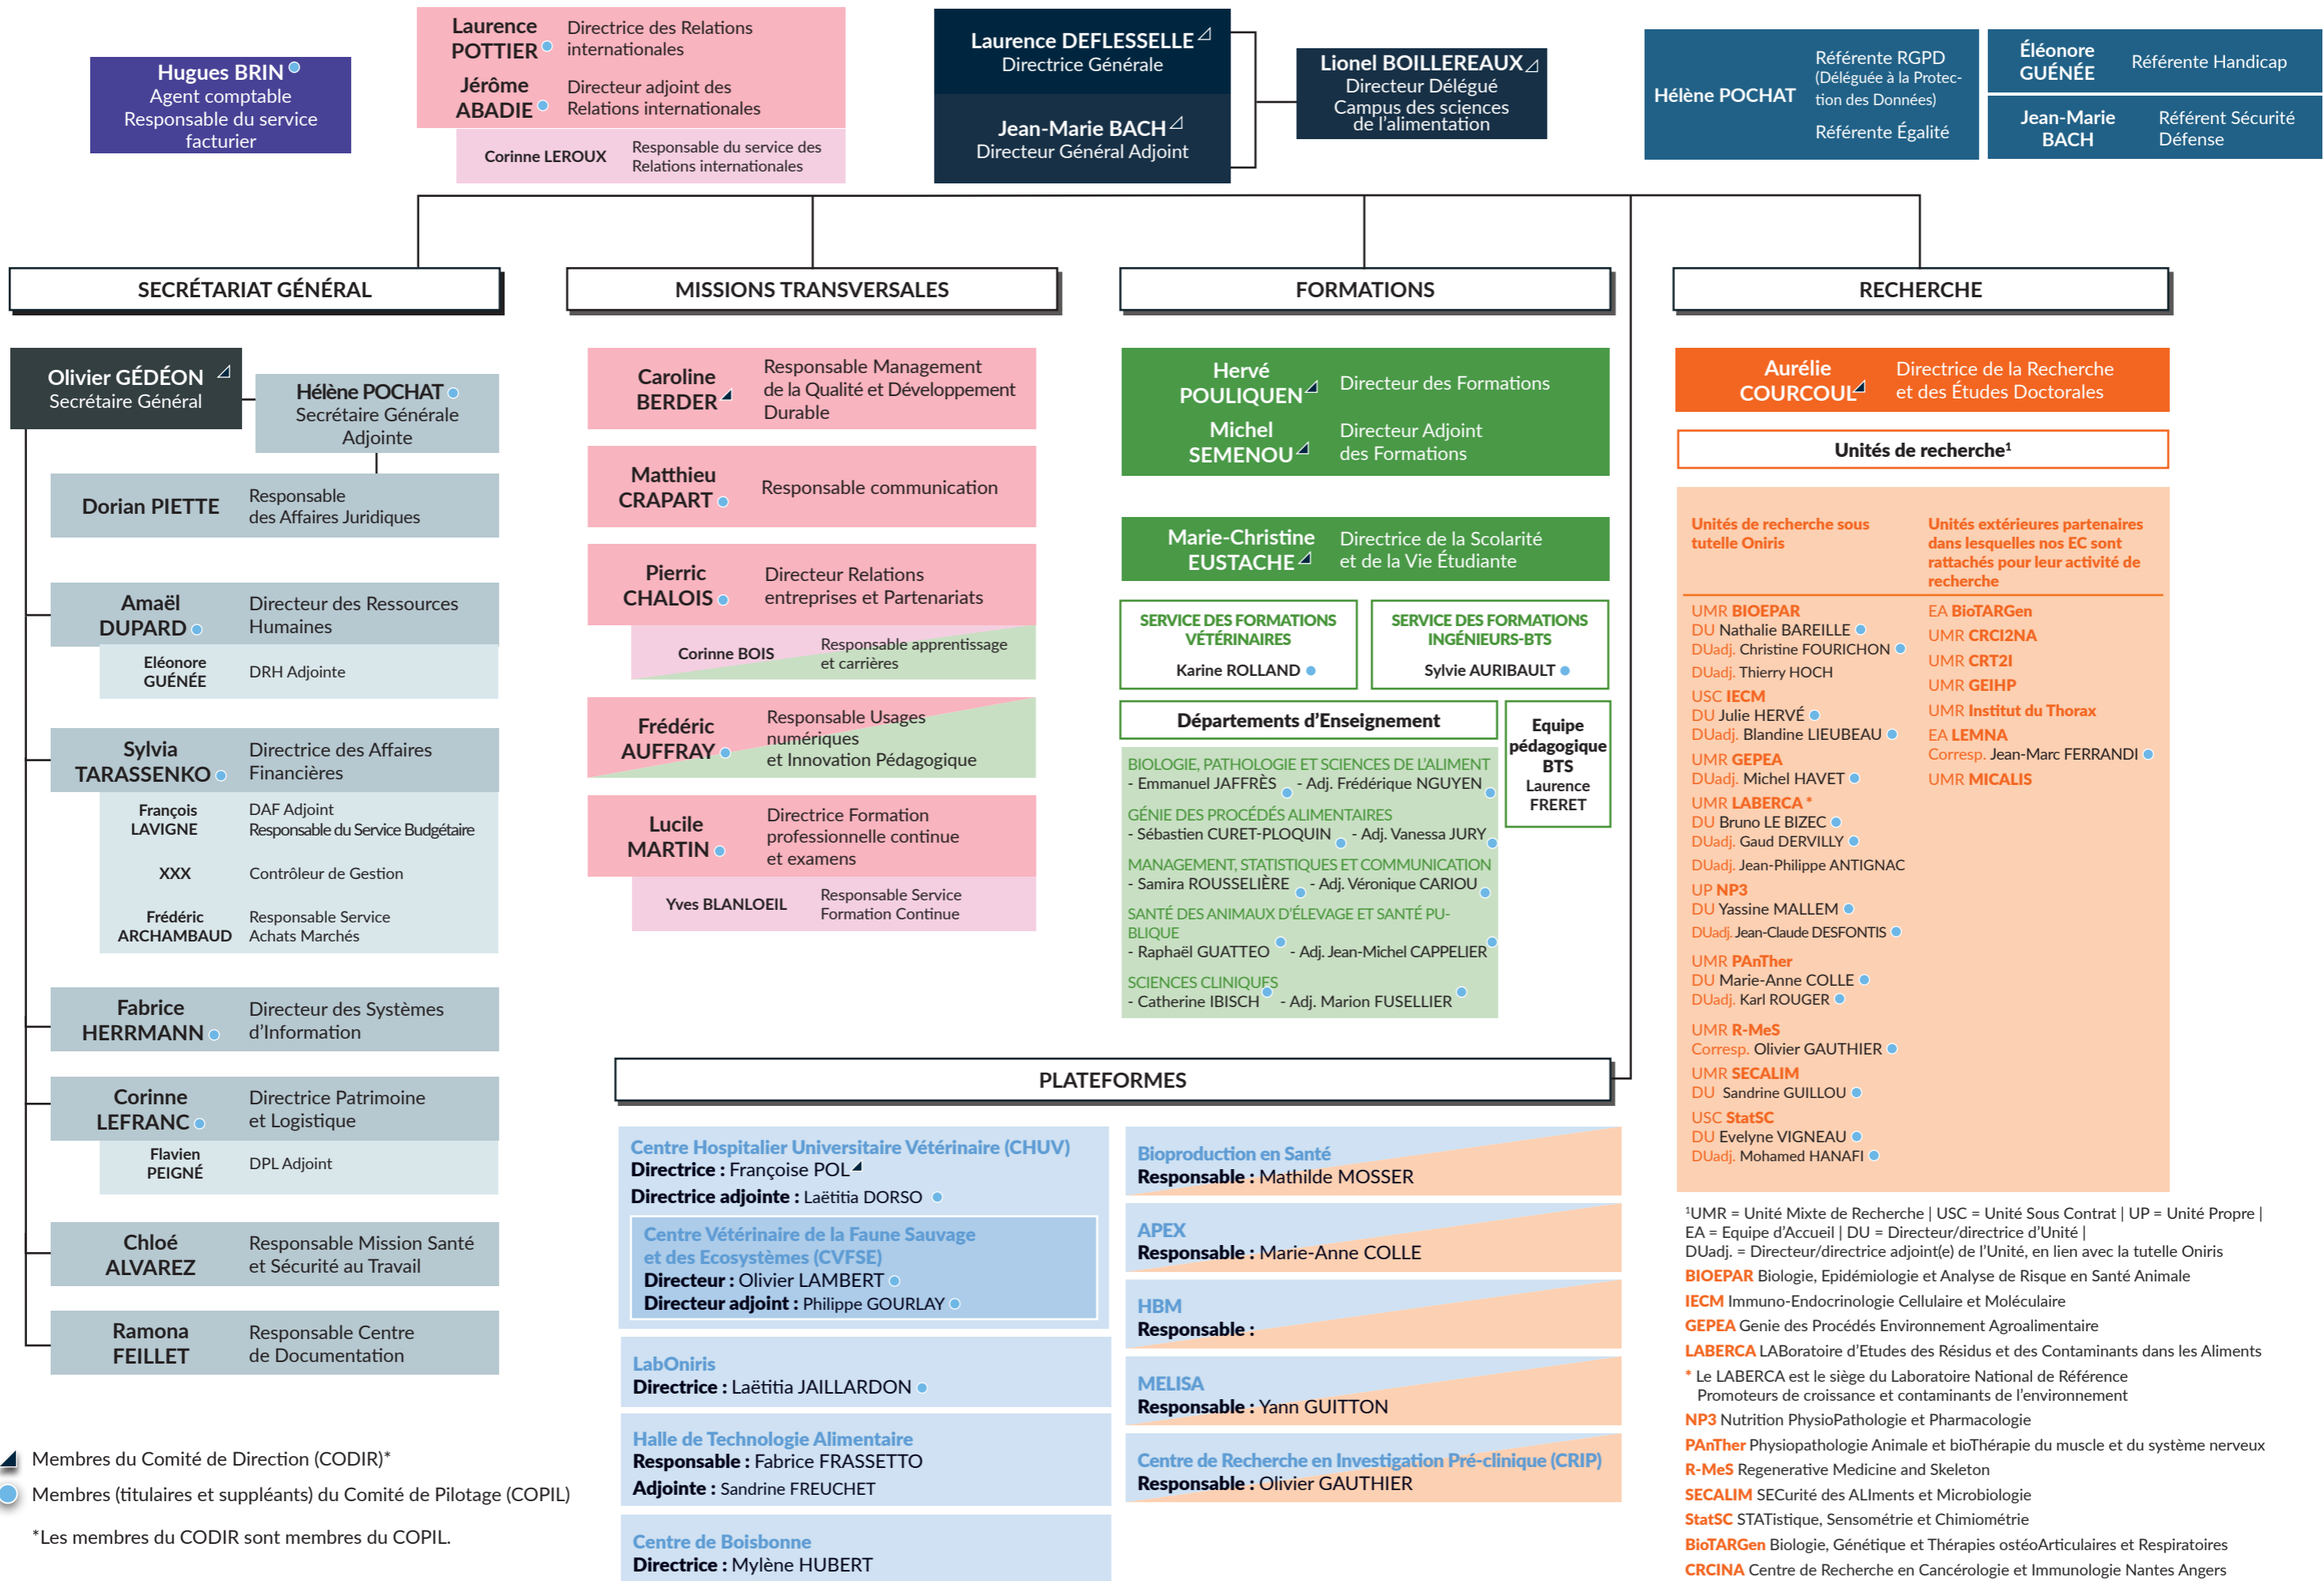 Hugues BRIN
Agent comptable
Responsable du service
facturier
Laurence
POTTIER
Directrice des Relations
internationales
Jérôme
ABADIE
Directeur adjoint des
Relations internationales
Corinne LEROUX
Responsable du service des
Relations internationales
Laurence DEFLESSELLE
Directrice Générale
Jean-Marie BACH
Directeur Général Adjoint
Lionel BOILLEREAUX
Directeur Délégué
Campus des sciences
de l'alimentation
Hélène POCHAT
Référente RGPD
(Déléguée à la Protec-
tion des Données)
Référente Égalité
Éléonore
GUÉNÉE
Référente Handicap
Jean-Marie
BACH
Référent Sécurité
Défense
SECRÉTARIAT GÉNÉRAL
Olivier GÉDÉON
Secrétaire Général
Hélène POCHAT
Secrétaire Générale
Adjointe
Dorian PIETTE
Responsable
des Affaires Juridiques
Amaël
DUPARD
Directeur des Ressources
Humaines
Eléonore
GUÉNÉE
DRH Adjointe
Sylvia
TARASSENKO
Directrice des Affaires
Financières
François
LAVIGNE
DAF Adjoint
Responsable du Service Budgétaire
XXX
Contrôleur de Gestion
Frédéric
ARCHAMBAUD
Responsable Service
Achats Marchés
Fabrice
HERRMANN
Directeur des Systèmes
d'Information
Corinne
LEFRANC
Directrice Patrimoine
et Logistique
Flavien
PEIGNÉ
DPL Adjoint
Chloé
ALVAREZ
Responsable Mission Santé
et Sécurité au Travail
Ramona
FEILLET
Responsable Centre
de Documentation
Membres du Comité de Direction (CODIR)*
Membres (titulaires et suppléants) du Comité de Pilotage (COPIL)
*Les membres du CODIR sont membres du COPIL.
MISSIONS TRANSVERSALES
Caroline
BERDER
Responsable Management
de la Qualité et Développement
Durable
Matthieu
CRAPART
Responsable communication
Pierric
CHALOIS
Directeur Relations
entreprises et Partenariats
Corinne BOIS
Responsable apprentissage
et carrières
Frédéric
AUFFRAY
Responsable Usages
numériques
et Innovation Pédagogique
Lucile
MARTIN
Directrice Formation
professionnelle continue
et examens
Yves BLANLOEIL
Responsable Service
Formation Continue
FORMATIONS
Hervé
POULIQUEN
Directeur des Formations
Michel
SEMENOU
Directeur Adjoint
des Formations
Marie-Christine
EUSTACHE
Directrice de la Scolarité
et de la Vie Étudiante
SERVICE DES FORMATIONS
VÉTÉRINAIRES
Karine ROLLAND
SERVICE DES FORMATIONS
INGÉNIEURS-BTS
Sylvie AURIBAULT
Départements d'Enseignement
BIOLOGIE, PATHOLOGIE ET SCIENCES DE L'ALIMENT
- Emmanuel JAFFRÈS - Adj. Frédérique NGUYEN
GÉNIE DES PROCÉDÉS ALIMENTAIRES
- Sébastien CURET-PLOQUIN - Adj. Vanessa JURY
MANAGEMENT, STATISTIQUES ET COMMUNICATION
- Samira ROUSSELIÈRE - Adj. Véronique CARIOU
SANTÉ DES ANIMAUX D'ÉLEVAGE ET SANTÉ PU-
BLIQUE
- Raphaël GUATTEO - Adj. Jean-Michel CAPPELIER
SCIENCES CLINIQUES
- Catherine IBISCH - Adj. Marion FUSELLIER
Equipe
pédagogique
BTS
Laurence
FRERET
PLATEFORMES
Centre Hospitalier Universitaire Vétérinaire (CHUV)
Directrice : Françoise POL
Directrice adjointe : Laëtitia DORSO
Centre Vétérinaire de la Faune Sauvage
et des Ecosystèmes (CVFSE)
Directeur : Olivier LAMBERT
Directeur adjoint : Philippe GOURLAY
LabOniris
Directrice : Laëtitia JAILLARDON
Halle de Technologie Alimentaire
Responsable : Fabrice FRASSETTO
Adjointe : Sandrine FREUCHET
Centre de Boisbonne
Directrice : Mylène HUBERT
Bioproduction en Santé
Responsable : Mathilde MOSSER
APEX
Responsable : Marie-Anne COLLE
HBM
Responsable :
MELISA
Responsable : Yann GUITTON
Centre de Recherche en Investigation Pré-clinique (CRIP)
Responsable : Olivier GAUTHIER
RECHERCHE
Aurélie
COURCOUL
Directrice de la Recherche
et des Études Doctorales
Unités de recherche¹
Unités de recherche sous
tutelle Oniris
UMR BIOEPAR
DU Nathalie BAREILLE
DUadj. Christine FOURICHON
DUadj. Thierry HOCH
USC IECM
DU Julie HERVÉ
DUadj. Blandine LIEUBEAU
UMR GEPEA
DUadj. Michel HAVET
UMR LABERCA *
DU Bruno LE BIZEC
DUadj. Gaud DERVILLY
DUadj. Jean-Philippe ANTIGNAC
UP NP3
DU Yassine MALLEM
DUadj. Jean-Claude DESFONTIS
UMR PAnTher
DU Marie-Anne COLLE
DUadj. Karl ROUGER
UMR R-MeS
Corresp. Olivier GAUTHIER
UMR SECALIM
DU Sandrine GUILLOU
USC StatSC
DU Evelyne VIGNEAU
DUadj. Mohamed HANAFI
Unités extérieures partenaires
dans lesquelles nos EC sont
rattachés pour leur activité de
recherche
EA BioTARGen
UMR CRCI2NA
UMR CRT2I
UMR GEIHP
UMR Institut du Thorax
EA LEMNA
Corresp. Jean-Marc FERRANDI
UMR MICALIS
¹UMR = Unité Mixte de Recherche | USC = Unité Sous Contrat | UP = Unité Propre |
EA = Equipe d'Accueil | DU = Directeur/directrice d'Unité |
DUadj. = Directeur/directrice adjoint(e) de l'Unité, en lien avec la tutelle Oniris
BIOEPAR Biologie, Epidémiologie et Analyse de Risque en Santé Animale
IECM Immuno-Endocrinologie Cellulaire et Moléculaire
GEPEA Genie des Procédés Environnement Agroalimentaire
LABERCA LABoratoire d'Etudes des Résidus et des Contaminants dans les Aliments
* Le LABERCA est le siège du Laboratoire National de Référence
Promoteurs de croissance et contaminants de l'environnement
NP3 Nutrition PhysioPathologie et Pharmacologie
PAnTher Physiopathologie Animale et bioThérapie du muscle et du système nerveux
R-MeS Regenerative Medicine and Skeleton
SECALIM SECurité des ALIments et Microbiologie
StatSC STATistique, Sensométrie et Chimiométrie
BioTARGen Biologie, Génétique et Thérapies ostéoArticulaires et Respiratoires
CRCINA Centre de Recherche en Cancérologie et Immunologie Nantes Angers